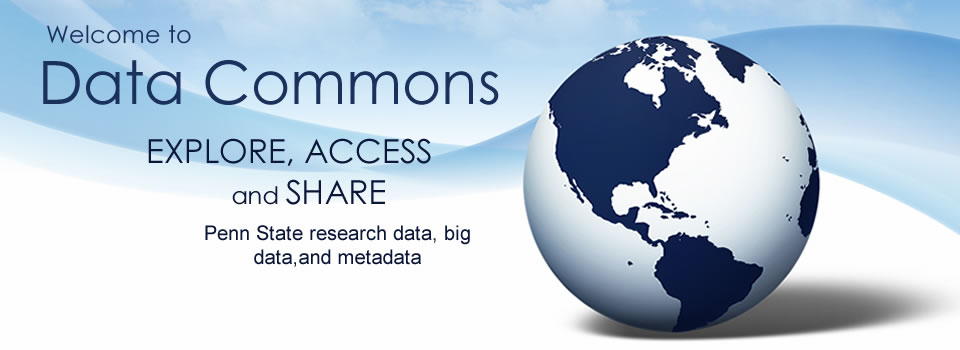 Welcome to
Data Commons
EXPLORE, ACCESS
and SHARE
Penn State research data, big
data,and metadata